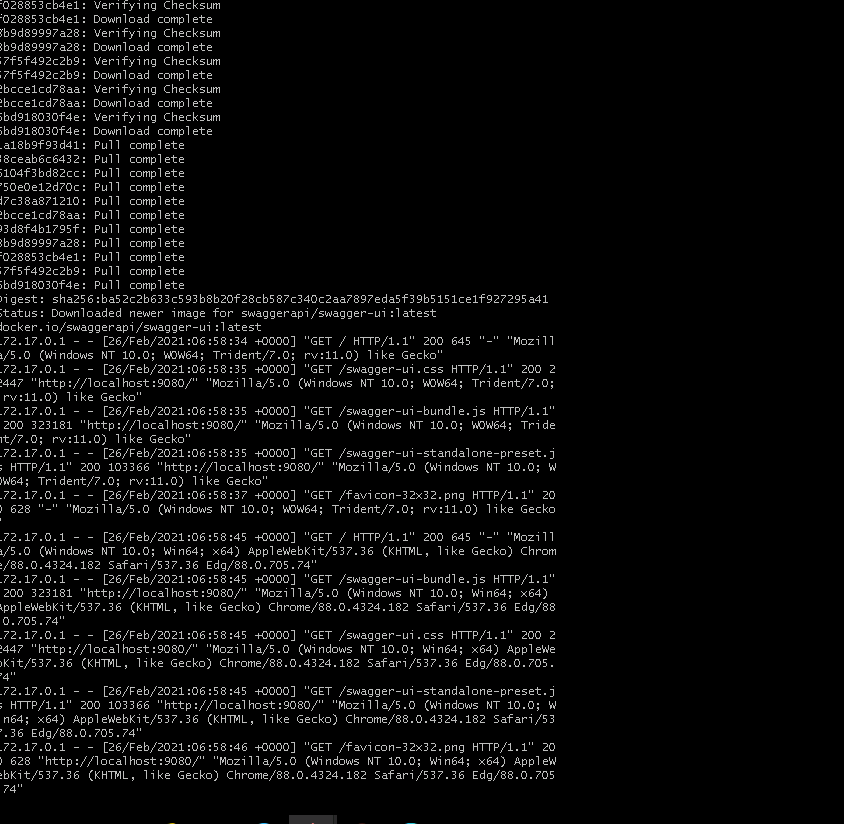 f028853cb4e1: Verifying Checksum
f028853cb4e1: Download complete
8b9d89997a28: Verifying Checksum
8b9d89997a28: Download complete
57f5f492c2b9: Verifying Checksum
57f5f492c2b9: Download complete
2bcce1cd78aa: Verifying Checksum
2bcce1cd78aa: Download complete
5bd918030f4e: Verifying Checksum
5bd918030f4e: Download complete
1a18b9f93d41: Pull complete
38ceab6c6432: Pull complete
6104f3bd82cc: Pull complete
750e0e12d70c: Pull complete
d7c38a871210: Pull complete
2bcce1cd78aa: Pull complete
93d8f4b1795f: Pull complete
8b9d89997a28: Pull complete
f028853cb4e1: Pull complete
57f5f492c2b9: Pull complete
5bd918030f4e: Pull complete
Digest: sha256:ba52c2b633c593b8b20f28cb587c340c2aa7897eda5f39b5151ce1f927295a41
Status: Downloaded newer image for swaggerapi/swagger-ui:latest
docker.io/swaggerapi/swagger-ui:latest
172.17.0.1 - - [26/Feb/2021:06:58:34 +0000] "GET / HTTP/1.1" 200 645 "-" "Mozill
a/5.0 (Windows NT 10.0; WOW64; Trident/7.0; rv:11.0) like Gecko"
172.17.0.1 - - [26/Feb/2021:06:58:35 +0000] "GET /swagger-ui.css HTTP/1.1" 200 2
2447 "http://localhost:9080/" "Mozilla/5.0 (Windows NT 10.0; WOW64; Trident/7.0;
rv:11.0) like Gecko"
172.17.0.1 - - [26/Feb/2021:06:58:35 +0000] "GET /swagger-ui-bundle.js HTTP/1.1"
200 323181 "http://localhost:9080/" "Mozilla/5.0 (Windows NT 10.0; WOW64; Tride
nt/7.0; rv:11.0) like Gecko"
172.17.0.1 - - [26/Feb/2021:06:58:35 +0000] "GET /swagger-ui-standalone-preset.j
s HTTP/1.1" 200 103366 "http://localhost:9080/" "Mozilla/5.0 (Windows NT 10.0; W
OW64; Trident/7.0; rv:11.0) like Gecko"
172.17.0.1 - - [26/Feb/2021:06:58:37 +0000] "GET /favicon-32x32.png HTTP/1.1" 20
0 628 "-" "Mozilla/5.0 (Windows NT 10.0; WOW64; Trident/7.0; rv:11.0) like Gecko
"
172.17.0.1 - - [26/Feb/2021:06:58:45 +0000] "GET / HTTP/1.1" 200 645 "-" "Mozill
a/5.0 (Windows NT 10.0; Win64; x64) AppleWebKit/537.36 (KHTML, like Gecko) Chrom
e/88.0.4324.182 Safari/537.36 Edg/88.0.705.74"
172.17.0.1 - - [26/Feb/2021:06:58:45 +0000] "GET /swagger-ui-bundle.js HTTP/1.1"
200 323181 "http://localhost:9080/" "Mozilla/5.0 (Windows NT 10.0; Win64; x64)
AppleWebKit/537.36 (KHTML, like Gecko) Chrome/88.0.4324.182 Safari/537.36 Edg/88
.0.705.74"
172.17.0.1 - - [26/Feb/2021:06:58:45 +0000] "GET /swagger-ui.css HTTP/1.1" 200 2
2447 "http://localhost:9080/" "Mozilla/5.0 (Windows NT 10.0; Win64; x64) AppleWe
bKit/537.36 (KHTML, like Gecko) Chrome/88.0.4324.182 Safari/537.36 Edg/88.0.705.
74"
172.17.0.1 - - [26/Feb/2021:06:58:45 +0000] "GET /swagger-ui-standalone-preset.j
s HTTP/1.1" 200 103366 "http://localhost:9080/" "Mozilla/5.0 (Windows NT 10.0; W
in64; x64) AppleWebKit/537.36 (KHTML, like Gecko) Chrome/88.0.4324.182 Safari/53
7.36 Edg/88.0.705.74"
172.17.0.1 - - [26/Feb/2021:06:58:46 +0000] "GET /favicon-32x32.png HTTP/1.1" 20
0 628 "http://localhost:9080/" "Mozilla/5.0 (Windows NT 10.0; Win64; x64) AppleW
ebKit/537.36 (KHTML, like Gecko) Chrome/88.0.4324.182 Safari/537.36 Edg/88.0.705
.74"